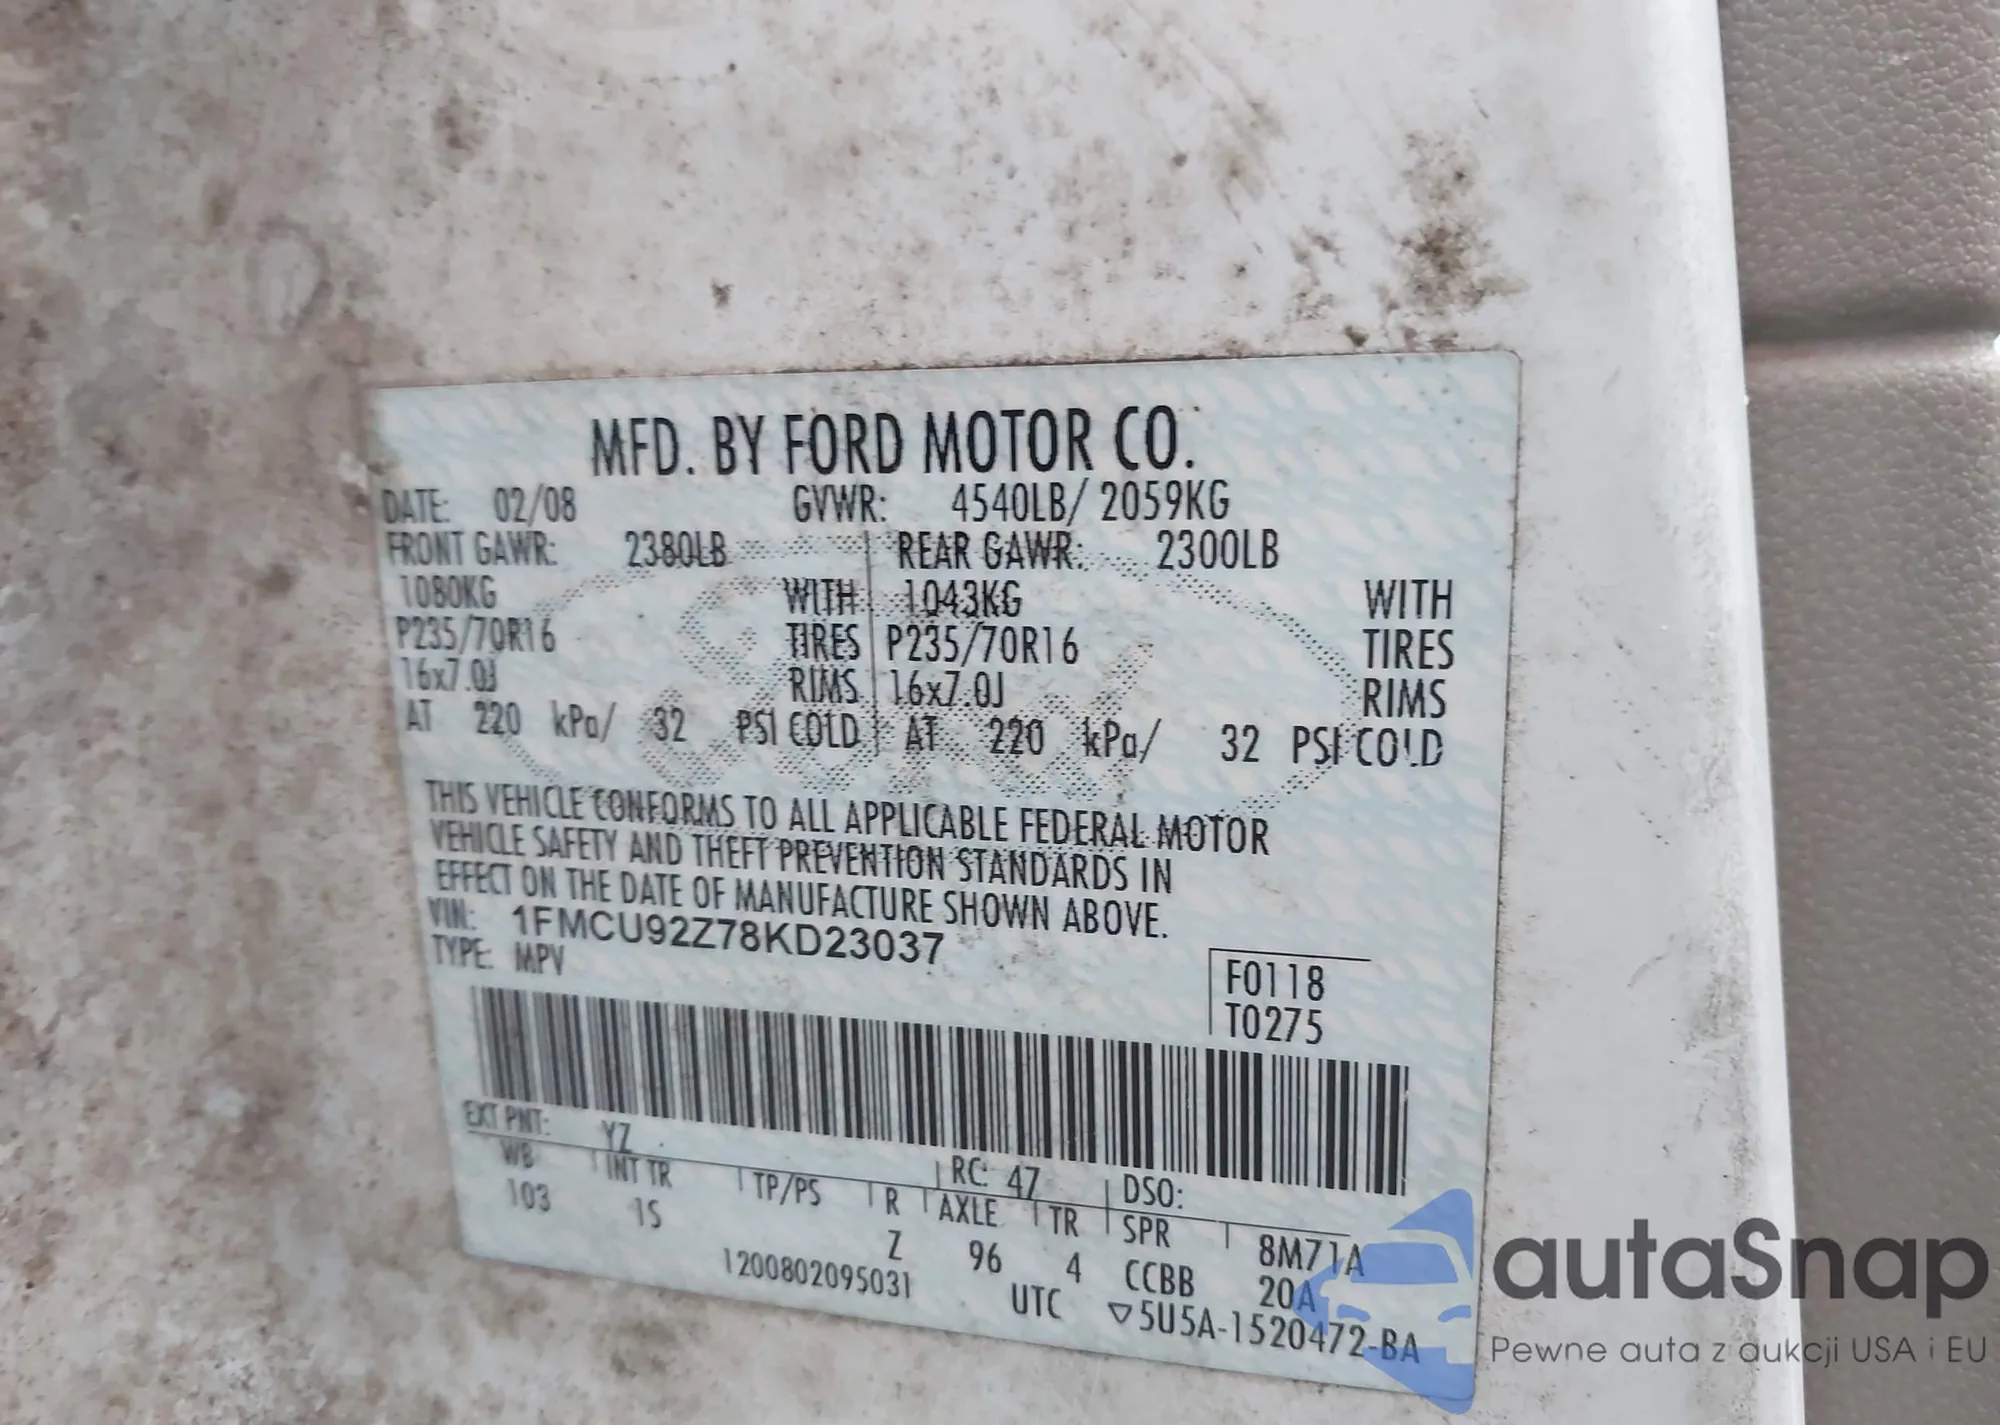 MFD. BY FORD MOTOR CO.
DATE: 02/08 GVWR: 4540LB/ 2059KG
FRONT GAWR: 2380LB REAR GAWR: 2300LB
1080KG WITH 1043KG WITH
P235/70R16 TIRES P235/70R16 TIRES
16x7.0J RIMS 16x7.0J RIMS
AT 220 kPa/ 32 PSI COLD AT 220 kPa/ 32 PSI COLD
THIS VEHICLE CONFORMS TO ALL APPLICABLE FEDERAL MOTOR
VEHICLE SAFETY AND THEFT PREVENTION STANDARDS IN
EFFECT ON THE DATE OF MANUFACTURE SHOWN ABOVE.
VIN: 1FMCU92Z78KD23037
TYPE: MPV
F0118
T0275
EXT PNT: YZ RC: 47 DSO:
WB INT TR TP/PS R AXLE TR SPR 8M71A
103 1S Z 96 4 CCBB 20A
1200802095031 UTC ▽5U5A-1520472-BA
autaSnap
Pewne auta z aukcji USA i EU